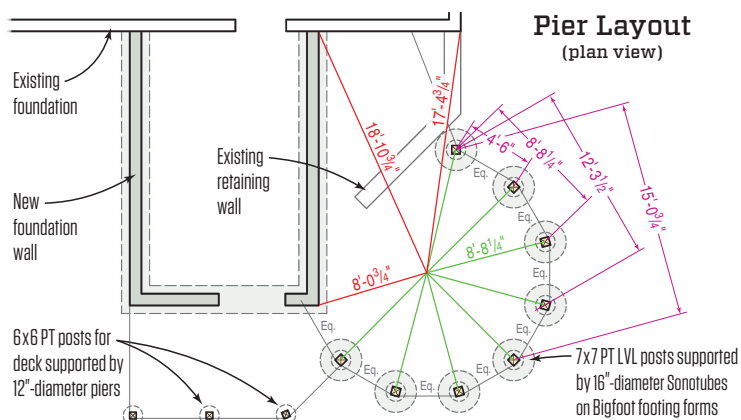 Pier Layout
(plan view)
Existing
foundation
New
foundation
wall
Existing
retaining
wall
18'-10¾"
17'-4¾"
8'-0¾"
8'-8¼"
4'-6"
8'-8¼"
12'-3½"
15'-0¾"
Eq.
Eq.
Eq.
Eq.
Eq.
Eq.
Eq.
Eq.
6x6 PT posts for
deck supported by
12"-diameter piers
7x7 PT LVL posts supported
by 16"-diameter Sonotubes
on Bigfoot footing forms